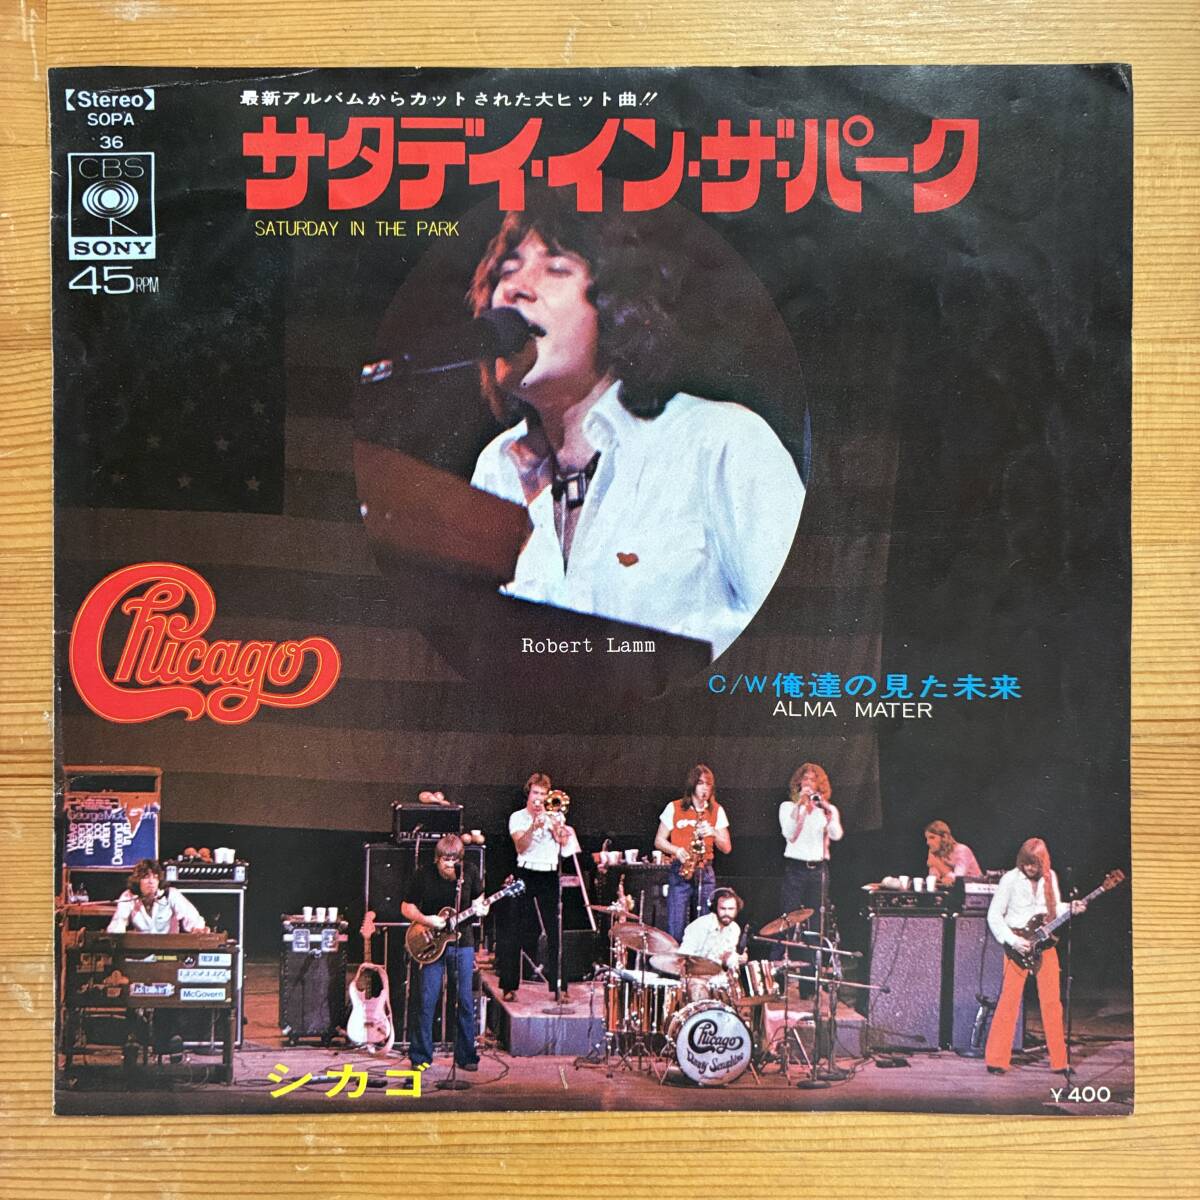 【Stereo】
SOPA
36
CBS
SONY
45RPM
最新アルバムからカットされた大ヒット曲!!
サタデイ・イン・ザ・パーク
SATURDAY IN THE PARK
Chicago
Robert Lamm
C/W 俺達の見た未来
ALMA MATER
McGovern
Chicago
シカゴ
¥400